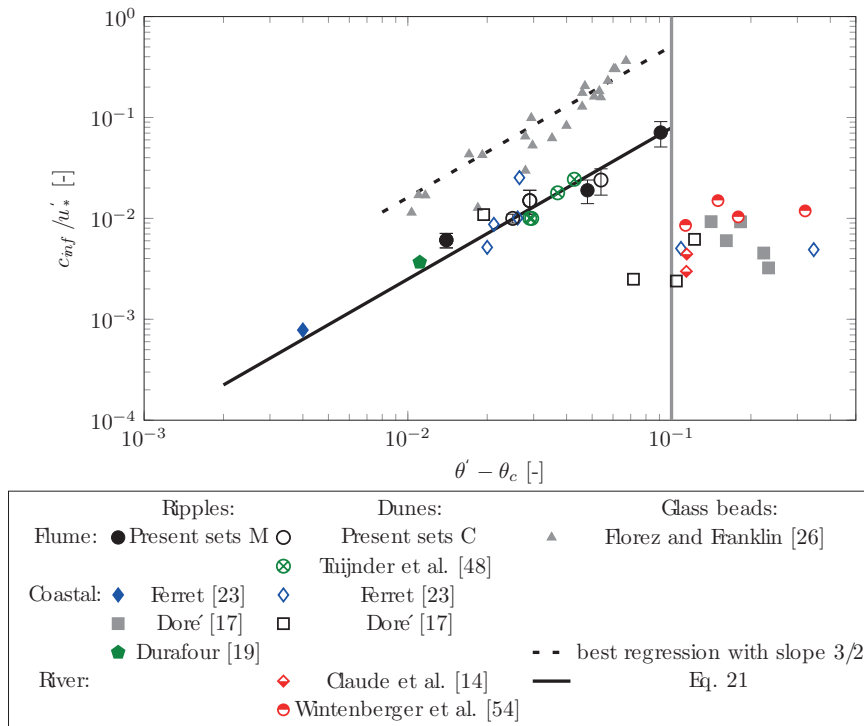 10^0
10^-1
10^-2
10^-3
10^-4
c_inf / u'_* [-]
10^-3 10^-2 10^-1
θ' − θ_c [-]
Ripples: Dunes: Glass beads:
Flume: Present sets M Present sets C Florez and Franklin [26]
Tuijnder et al. [48]
Coastal: Ferret [23] Ferret [23]
Doré [17] Doré [17]
Durafour [19] best regression with slope 3/2
River: Claude et al. [14] Eq. 21
Wintenberger et al. [54]